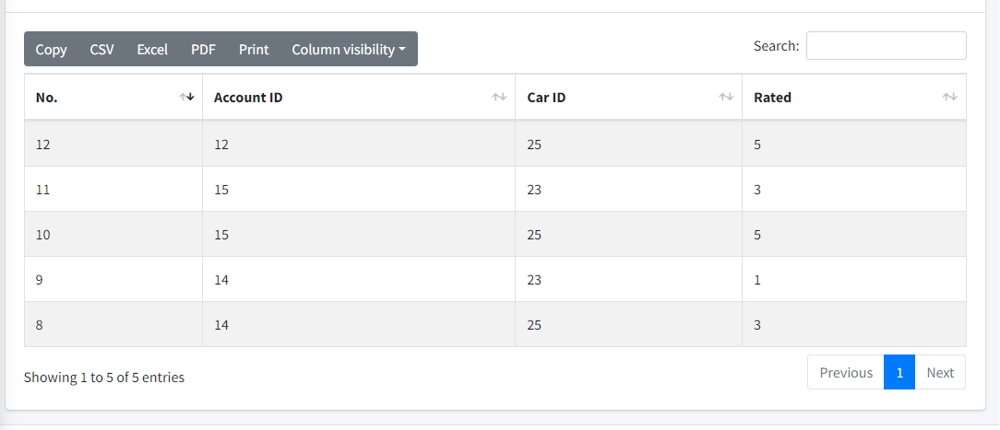 Copy CSV Excel PDF Print Column visibility Search:
No. Account ID Car ID Rated
12 12 25 5
11 15 23 3
10 15 25 5
9 14 23 1
8 14 25 3
Showing 1 to 5 of 5 entries Previous 1 Next